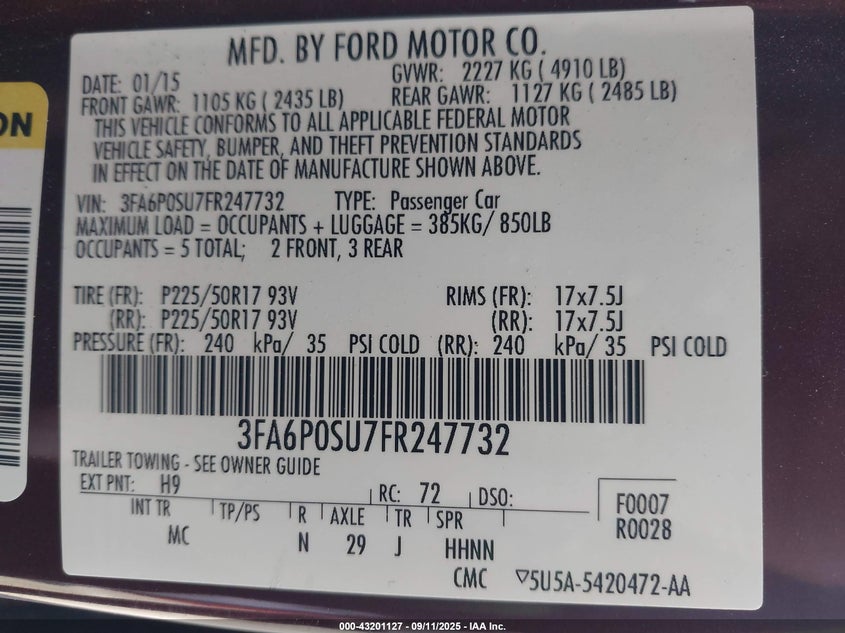 MFD. BY FORD MOTOR CO.
DATE: 01/15 GVWR: 2227 KG ( 4910 LB)
FRONT GAWR: 1105 KG ( 2435 LB) REAR GAWR: 1127 KG ( 2485 LB)
THIS VEHICLE CONFORMS TO ALL APPLICABLE FEDERAL MOTOR
VEHICLE SAFETY, BUMPER, AND THEFT PREVENTION STANDARDS
IN EFFECT ON THE DATE OF MANUFACTURE SHOWN ABOVE.
VIN: 3FA6P0SU7FR247732 TYPE: Passenger Car
MAXIMUM LOAD = OCCUPANTS + LUGGAGE = 385KG/ 850LB
OCCUPANTS = 5 TOTAL; 2 FRONT, 3 REAR
TIRE (FR): P225/50R17 93V RIMS (FR): 17x7.5J
(RR): P225/50R17 93V (RR): 17x7.5J
PRESSURE (FR): 240 kPa/ 35 PSI COLD (RR): 240 kPa/ 35 PSI COLD
3FA6P0SU7FR247732
TRAILER TOWING - SEE OWNER GUIDE
EXT PNT: H9 RC: 72 DSO: F0007
R0028
INT TR TP/PS R AXLE TR SPR
MC N 29 J HHNN
CMC ▽5U5A-5420472-AA
ON
000-43201127 - 09/11/2025 - IAA Inc.